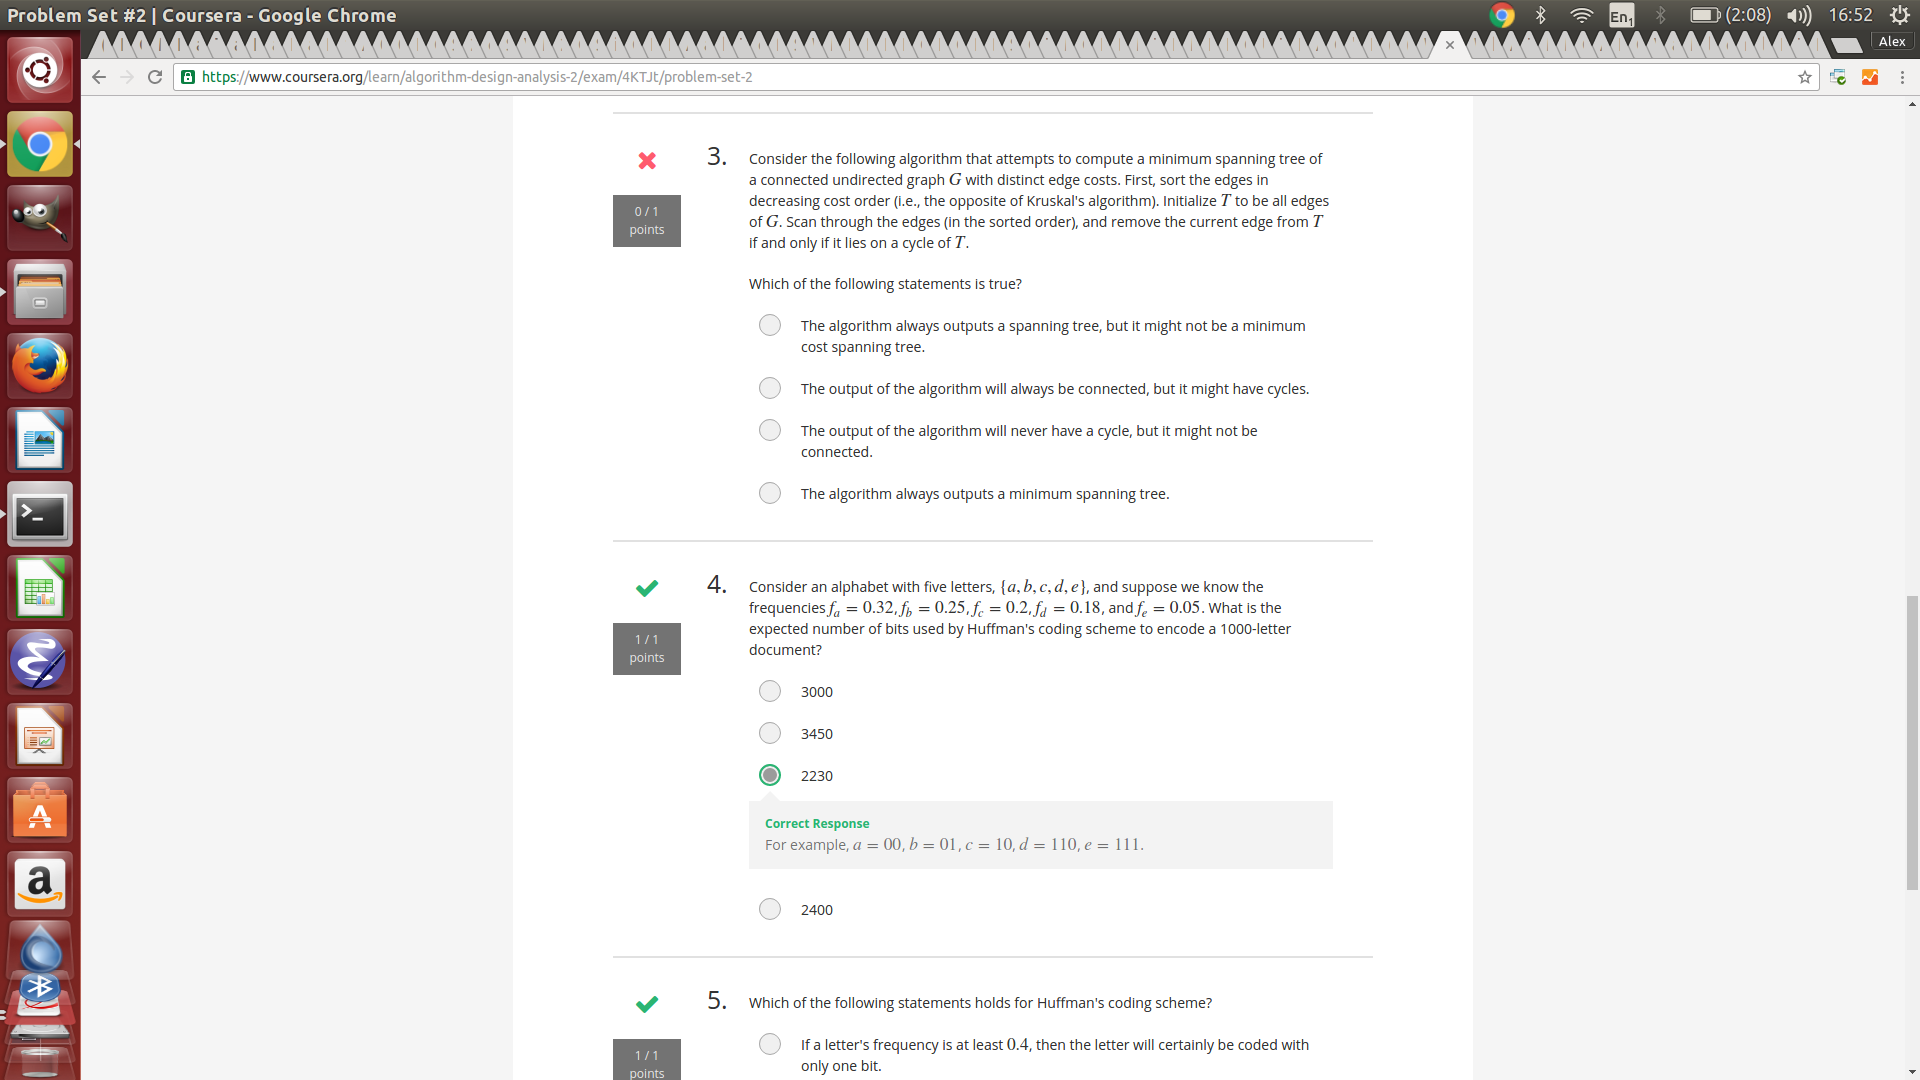 Problem Set #2 | Coursera - Google Chrome
En1
(2:08)
16:52
Alex
https://www.coursera.org/learn/algorithm-design-analysis-2/exam/4KTJt/problem-set-2
0 / 1
points
3.
Consider the following algorithm that attempts to compute a minimum spanning tree of
a connected undirected graph G with distinct edge costs. First, sort the edges in
decreasing cost order (i.e., the opposite of Kruskal's algorithm). Initialize T to be all edges
of G. Scan through the edges (in the sorted order), and remove the current edge from T
if and only if it lies on a cycle of T.
Which of the following statements is true?
The algorithm always outputs a spanning tree, but it might not be a minimum
cost spanning tree.
The output of the algorithm will always be connected, but it might have cycles.
The output of the algorithm will never have a cycle, but it might not be
connected.
The algorithm always outputs a minimum spanning tree.
1 / 1
points
4.
Consider an alphabet with five letters, {a, b, c, d, e}, and suppose we know the
frequencies f_a = 0.32, f_b = 0.25, f_c = 0.2, f_d = 0.18, and f_e = 0.05. What is the
expected number of bits used by Huffman's coding scheme to encode a 1000-letter
document?
3000
3450
2230
Correct Response
For example, a = 00, b = 01, c = 10, d = 110, e = 111.
2400
1 / 1
points
5.
Which of the following statements holds for Huffman's coding scheme?
If a letter's frequency is at least 0.4, then the letter will certainly be coded with
only one bit.